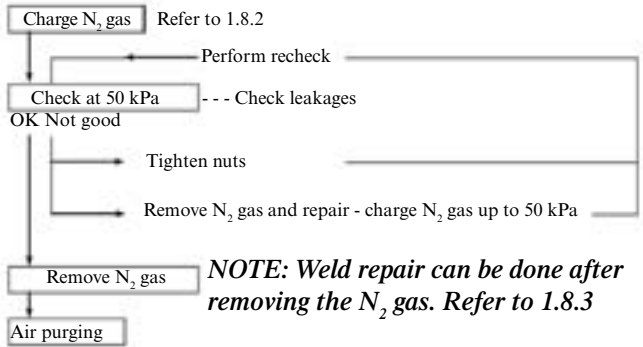 Charge N₂ gas Refer to 1.8.2
Perform recheck
Check at 50 kPa - - - Check leakages
OK Not good
Tighten nuts
Remove N₂ gas and repair - charge N₂ gas up to 50 kPa
Remove N₂ gas
NOTE: Weld repair can be done after
removing the N₂ gas. Refer to 1.8.3
Air purging